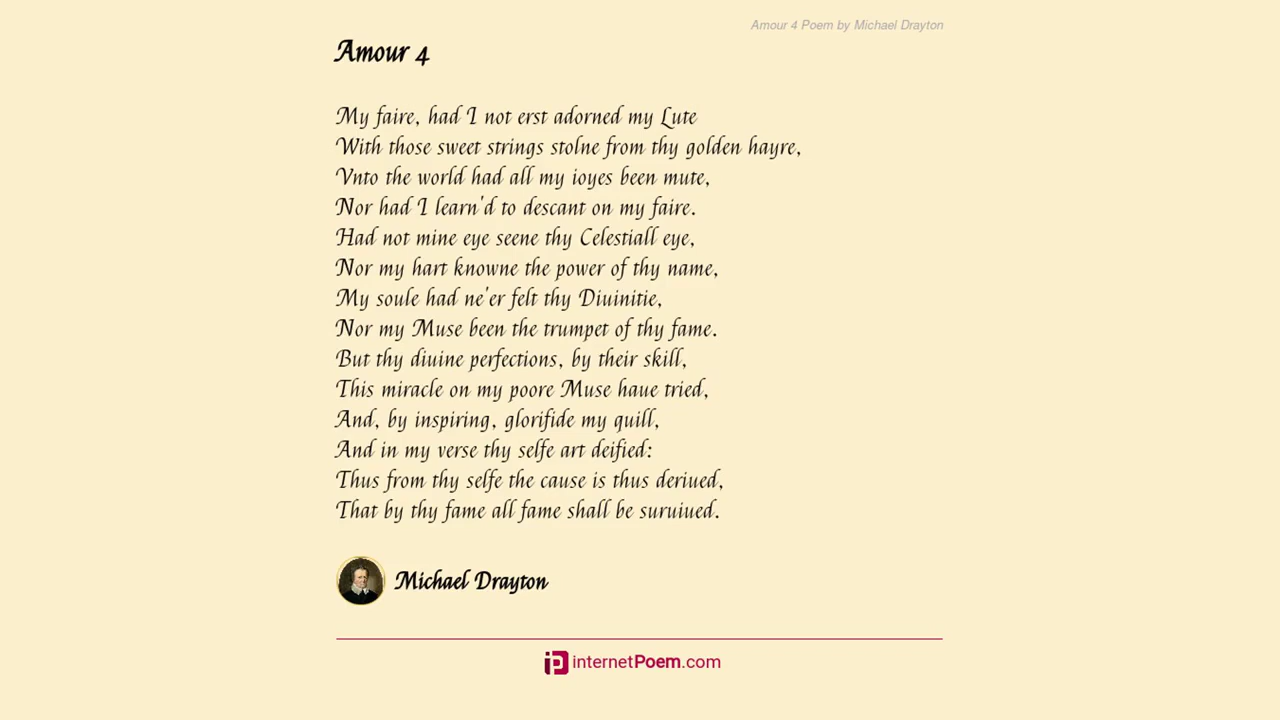 Amour 4 Poem by Michael Drayton
Amour 4
My faire, had I not erst adorned my Lute
With those sweet strings stolne from thy golden hayre,
Vnto the world had all my ioyes been mute,
Nor had I learn'd to descant on my faire.
Had not mine eye seene thy Celestiall eye,
Nor my hart knowne the power of thy name,
My soule had ne'er felt thy Diuinitie,
Nor my Muse been the trumpet of thy fame.
But thy diuine perfections, by their skill,
This miracle on my poore Muse haue tried,
And, by inspiring, glorifide my quill,
And in my verse thy selfe art deified:
Thus from thy selfe the cause is thus deriued,
That by thy fame all fame shall be suruiued.
Michael Drayton
internetPoem.com